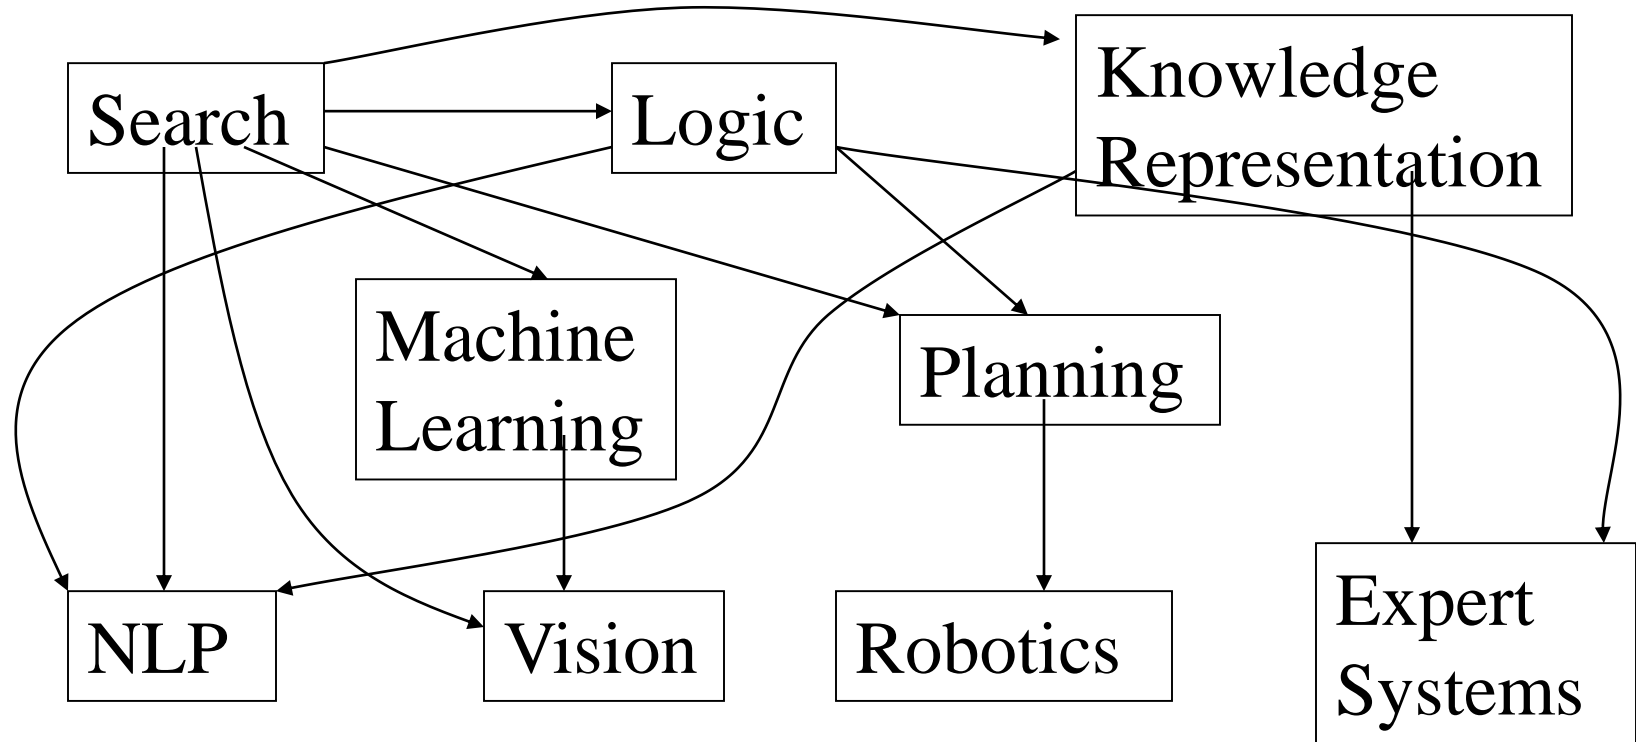 Search
Logic
Knowledge
Representation
Machine
Learning
Planning
NLP
Vision
Robotics
Expert
Systems